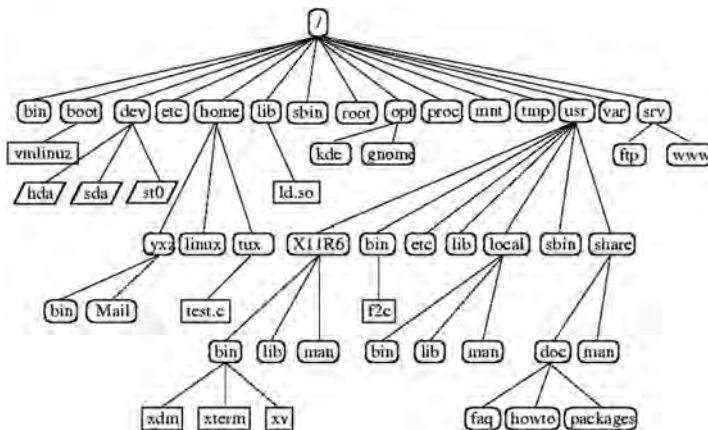 /
bin boot dev etc home lib sbin root opt proc mnt tmp usr var srv
vmlinuz kde gnome ftp www
hda sda st0 ld.so
yxz linux tux X11R6 bin etc lib local sbin share
bin Mail test.c f2c
bin lib man bin lib man doc man
xdm xterm xv faq howto packages